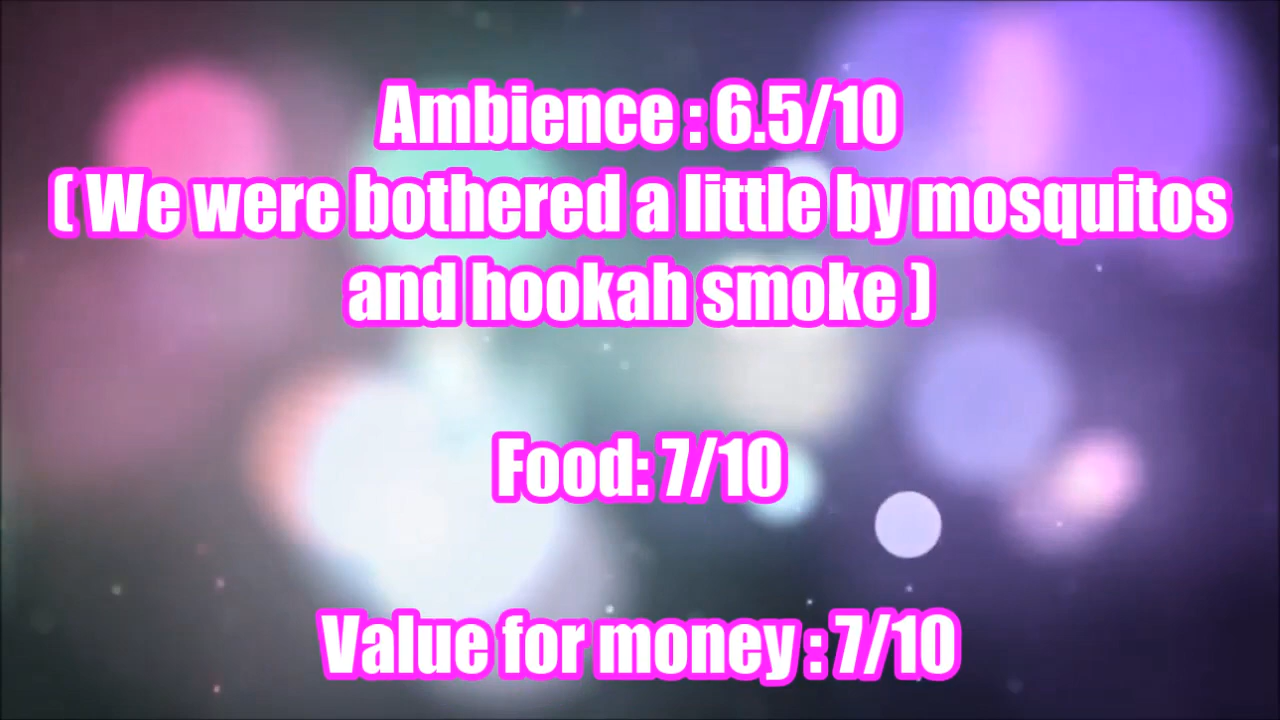 Ambience : 6.5/10
( We were bothered a little by mosquitos
and hookah smoke )
Food: 7/10
Value for money : 7/10